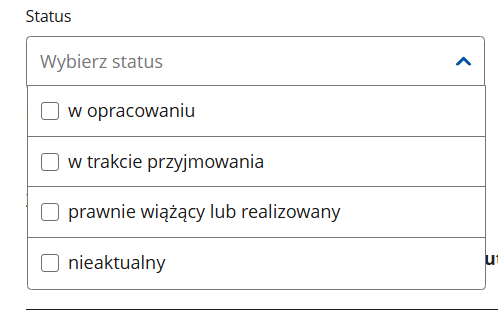 Status
Wybierz status
w opracowaniu
w trakcie przyjmowania
prawnie wiążący lub realizowany
nieaktualny